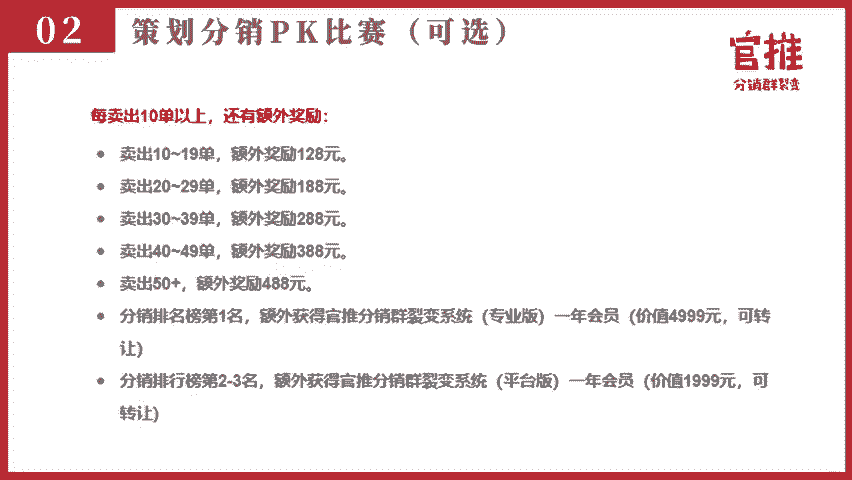 02
策划分销PK比赛（可选）
官推
分销群裂变
每卖出10单以上，还有额外奖励：
● 卖出10~19单，额外奖励128元。
● 卖出20~29单，额外奖励188元。
● 卖出30~39单，额外奖励288元。
● 卖出40~49单，额外奖励388元。
● 卖出50+，额外奖励488元。
● 分销排名榜第1名，额外获得官推分销群裂变系统（专业版）一年会员（价值4999元，可转
让）
● 分销排行榜第2-3名，额外获得官推分销群裂变系统（平台版）一年会员（价值1999元，可
转让）